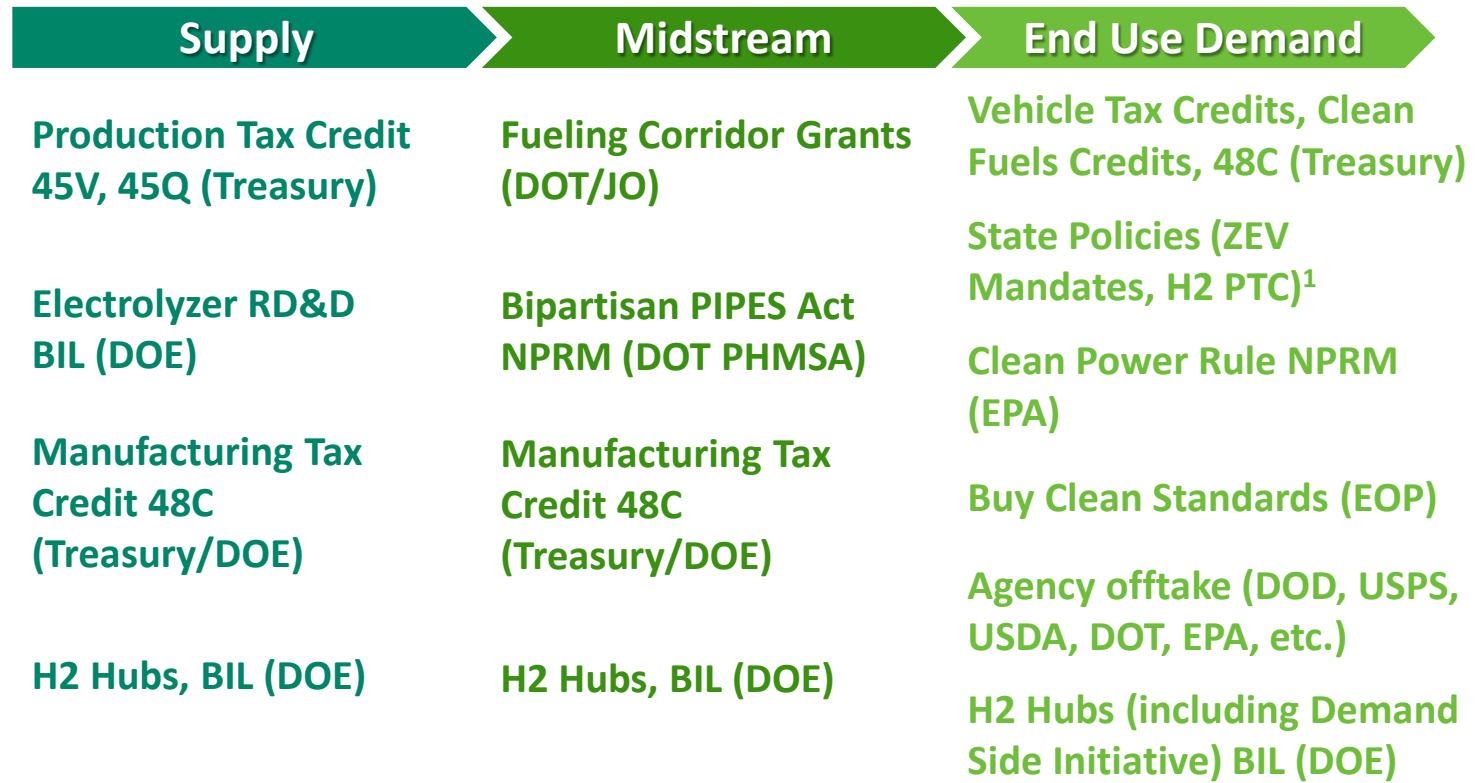 Supply
Midstream
End Use Demand
Production Tax Credit
45V, 45Q (Treasury)
Electrolyzer RD&D
BIL (DOE)
Manufacturing Tax
Credit 48C
(Treasury/DOE)
H2 Hubs, BIL (DOE)
Fueling Corridor Grants
(DOT/JO)
Bipartisan PIPES Act
NPRM (DOT PHMSA)
Manufacturing Tax
Credit 48C
(Treasury/DOE)
H2 Hubs, BIL (DOE)
Vehicle Tax Credits, Clean
Fuels Credits, 48C (Treasury)
State Policies (ZEV
Mandates, H2 PTC)¹
Clean Power Rule NPRM
(EPA)
Buy Clean Standards (EOP)
Agency offtake (DOD, USPS,
USDA, DOT, EPA, etc.)
H2 Hubs (including Demand
Side Initiative) BIL (DOE)